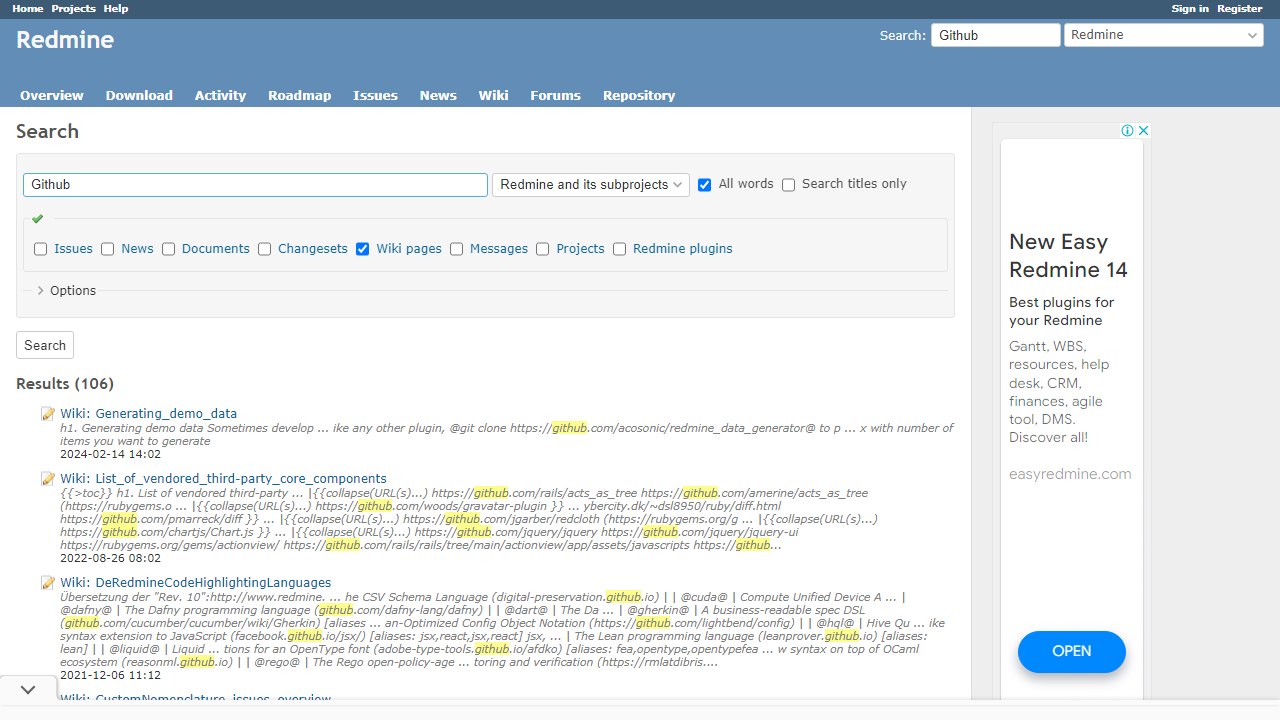 Home Projects Help Sign in Register
Redmine
Search: Github Redmine
Overview Download Activity Roadmap Issues News Wiki Forums Repository
Search
Github Redmine and its subprojects All words Search titles only
Issues News Documents Changesets Wiki pages Messages Projects Redmine plugins
Options
Search
Results (106)
Wiki: Generating_demo_data
h1. Generating demo data Sometimes develop ... ike any other plugin, @git clone https://github.com/acosonic/redmine_data_generator@ to p ... x with number of
items you want to generate
2024-02-14 14:02
Wiki: List_of_vendored_third-party_core_components
{{>toc}} h1. List of vendored third-party ... |{{collapse(URL(s)...) https://github.com/rails/acts_as_tree https://github.com/amerine/acts_as_tree
(https://rubygems.o ... |{{collapse(URL(s)...) https://github.com/woods/gravatar-plugin }} ... ybercity.dk/~dsl8950/ruby/diff.html
https://github.com/pmarreck/diff }} ... |{{collapse(URL(s)...) https://github.com/jgarber/redcloth (https://rubygems.org/g ... |{{collapse(URL(s)...)
https://github.com/chartjs/Chart.js }} ... |{{collapse(URL(s)...) https://github.com/jquery/jquery https://github.com/jquery/jquery-ui
https://rubygems.org/gems/actionview/ https://github.com/rails/rails/tree/main/actionview/app/assets/javascripts https://github...
2022-08-26 08:02
Wiki: DeRedmineCodeHighlightingLanguages
Übersetzung der "Rev. 10":http://www.redmine. ... he CSV Schema Language (digital-preservation.github.io) | | @cuda@ | Compute Unified Device A ... |
@dafny@ | The Dafny programming language (github.com/dafny-lang/dafny) | | @dart@ | The Da ... | @gherkin@ | A business-readable spec DSL
(github.com/cucumber/cucumber/wiki/Gherkin) [aliases ... an-Optimized Config Object Notation (https://github.com/lightbend/config) | | @hql@ | Hive Qu ... ike
syntax extension to JavaScript (facebook.github.io/jsx/) [aliases: jsx,react,jsx,react] jsx, ... | The Lean programming language (leanprover.github.io) [aliases:
lean] | | @liquid@ | Liquid ... tions for an OpenType font (adobe-type-tools.github.io/afdko) [aliases: fea,opentype,opentypefea ... w syntax on top of OCaml
ecosystem (reasonml.github.io) | | @rego@ | The Rego open-policy-age ... toring and verification (https://rmlatdibris....
2021-12-06 11:12
Wiki: CustomNomenclature_issues_overview
New Easy
Redmine 14
Best plugins for
your Redmine
Gantt, WBS,
resources, help
desk, CRM,
finances, agile
tool, DMS.
Discover all!
easyredmine.com
OPEN